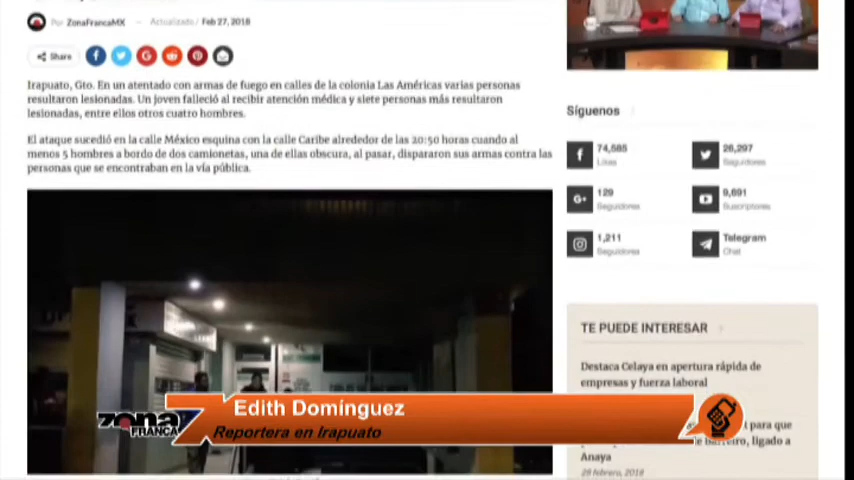 Por ZonaFrancaMX — Actualizado / Feb 27, 2018
Share
Irapuato, Gto. En un atentado con armas de fuego en calles de la colonia Las Américas varias personas
resultaron lesionadas. Un joven falleció al recibir atención médica y siete personas más resultaron
lesionadas, entre ellos otros cuatro hombres.
El ataque sucedió en la calle México esquina con la calle Caribe alrededor de las 20:50 horas cuando al
menos 5 hombres a bordo de dos camionetas, una de ellas obscura, al pasar, dispararon sus armas contra las
personas que se encontraban en la vía pública.
Síguenos
74,585
Likes
26,297
Seguidores
129
Seguidores
9,691
Suscriptores
1,211
Seguidores
Telegram
Chat
TE PUEDE INTERESAR
Destaca Celaya en apertura rápida de
empresas y fuerza laboral
para que
ligado a
Anaya
28 febrero, 2018
zona
FRANCA
Edith Domínguez
Reportera en Irapuato